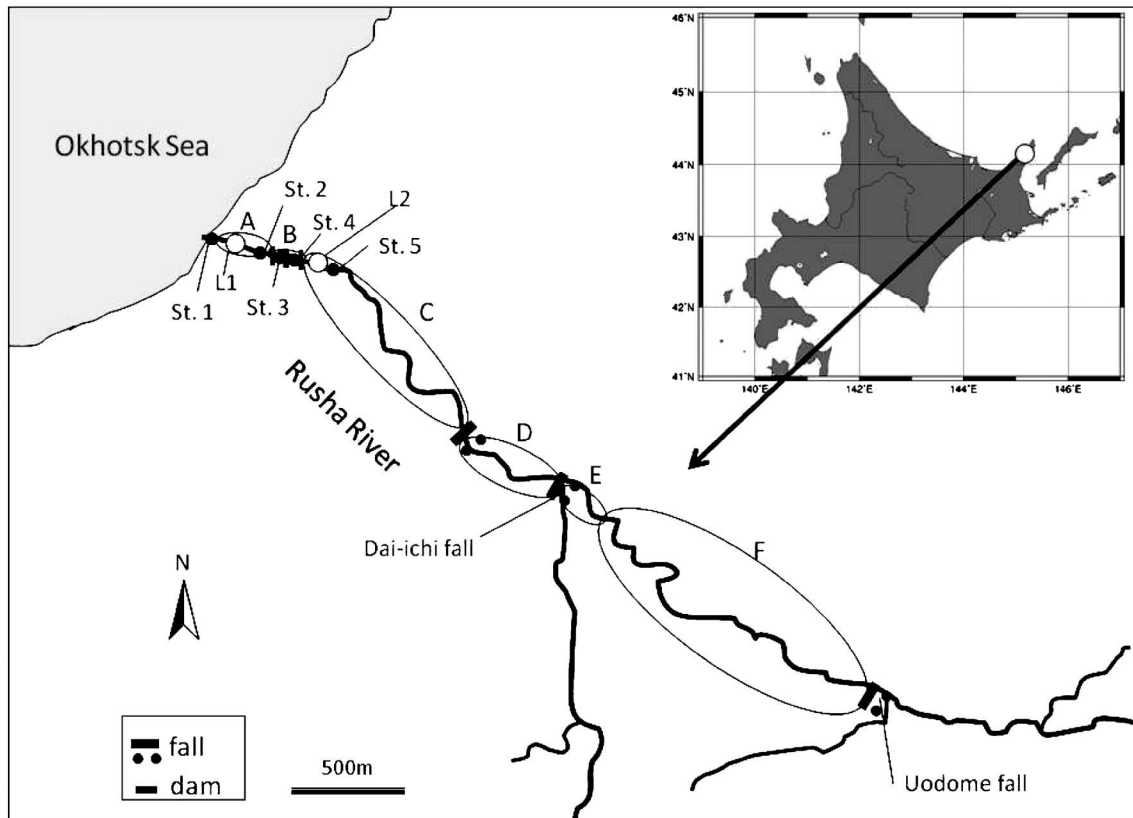 46°N
45°N
44°N
43°N
42°N
41°N
140°E
142°E
144°E
146°E
Okhotsk Sea
St. 2
L2
A
B
St. 4
St. 5
L1
St. 1
St. 3
C
Rusha River
D
E
Dai-ichi fall
F
N
fall
dam
500m
Uodome fall